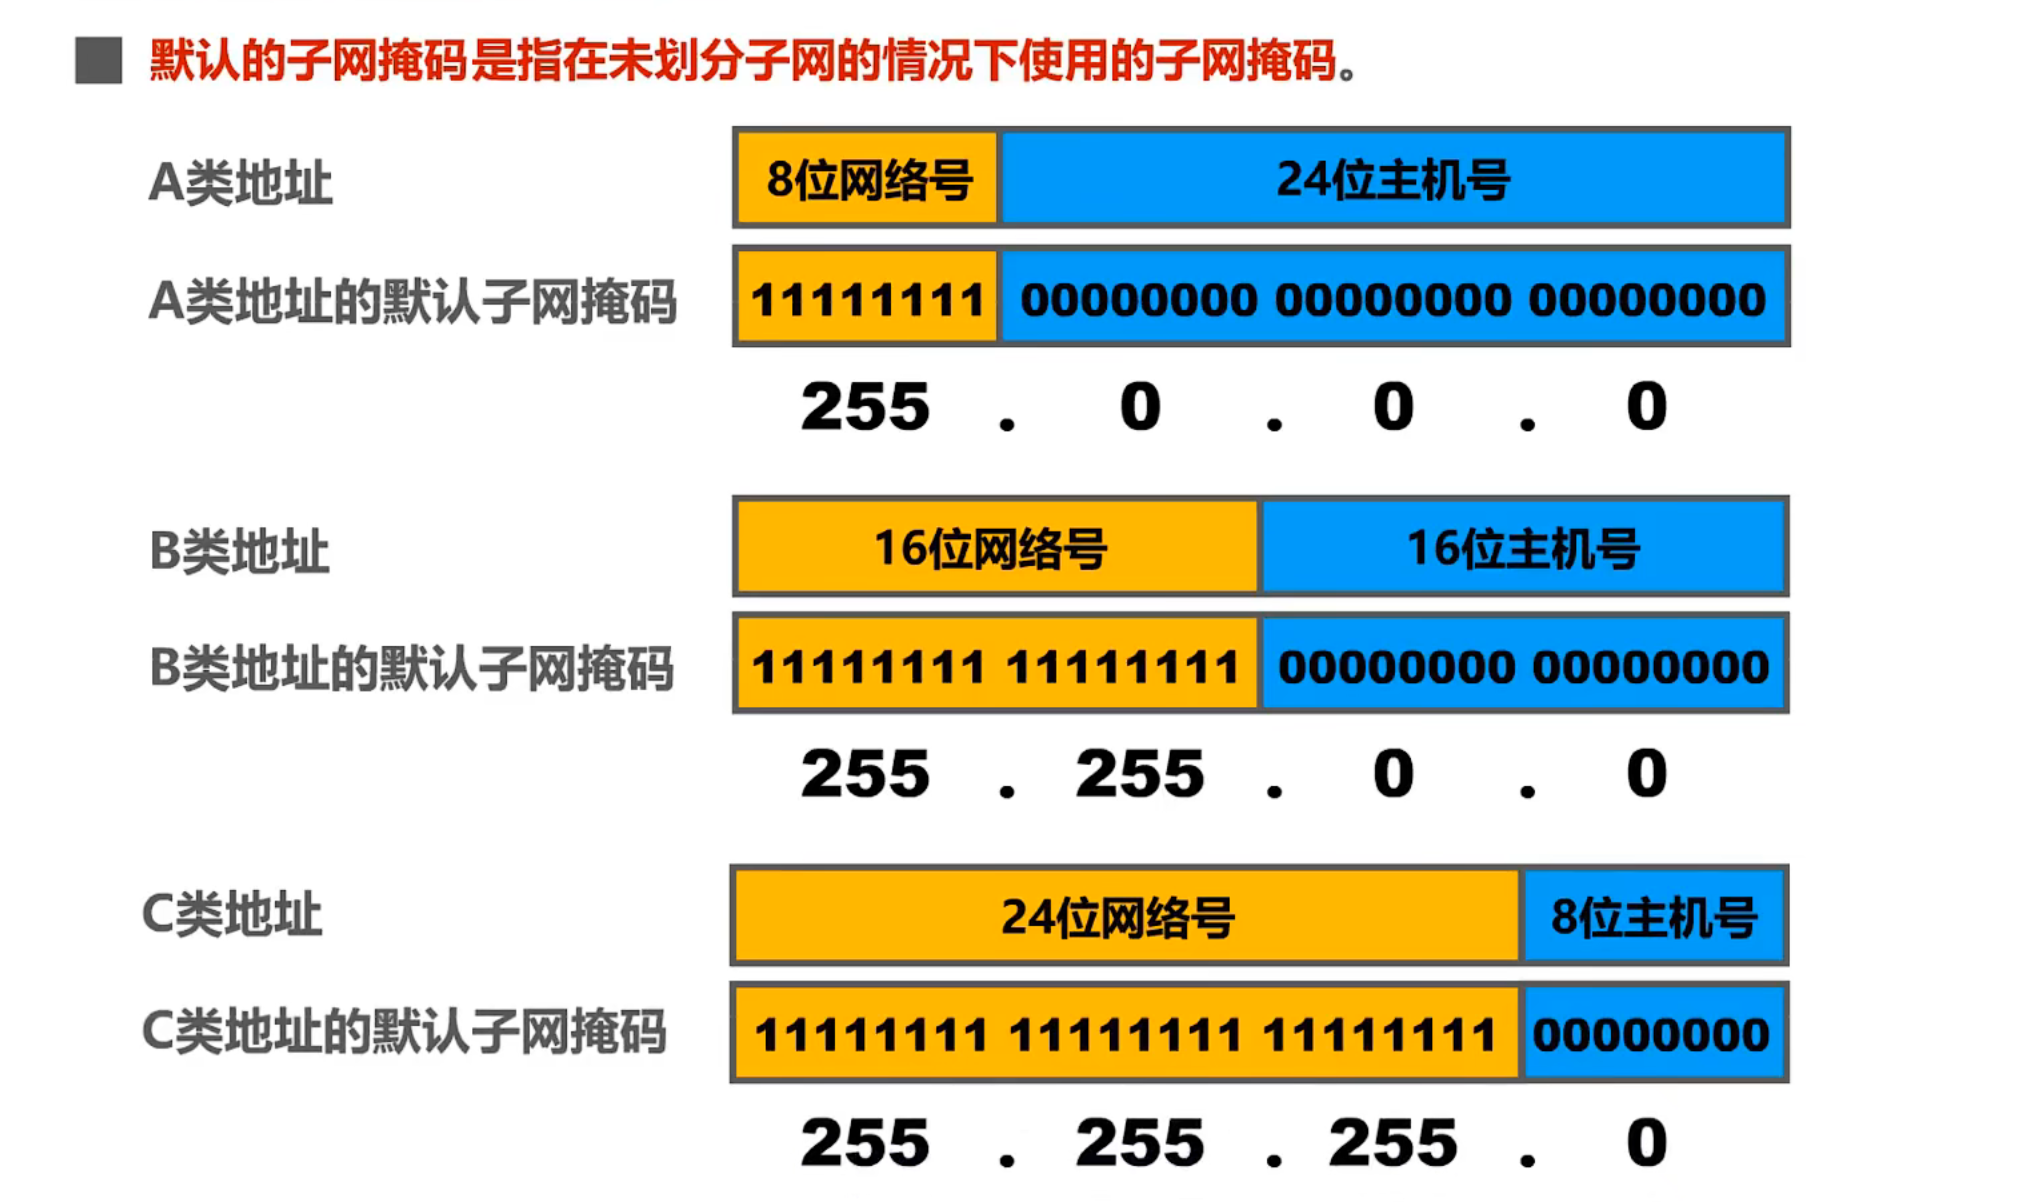 默认的子网掩码是指在未划分子网的情况下使用的子网掩码。
A类地址 8位网络号 24位主机号
A类地址的默认子网掩码 11111111 00000000 00000000 00000000
255 . 0 . 0 . 0
B类地址 16位网络号 16位主机号
B类地址的默认子网掩码 11111111 11111111 00000000 00000000
255 . 255 . 0 . 0
C类地址 24位网络号 8位主机号
C类地址的默认子网掩码 11111111 11111111 11111111 00000000
255 . 255 . 255 . 0